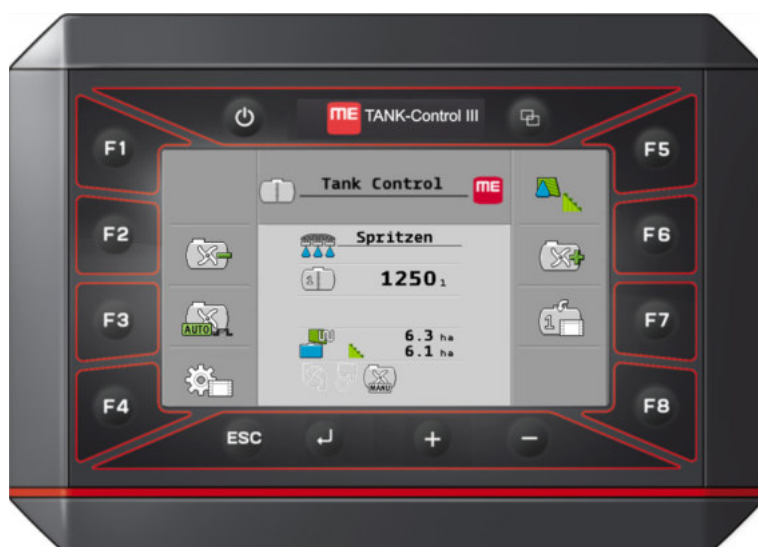 ME TANK-Control III
F1
F5
Tank Control ME
F2
F6
Spritzen
1250 l
F3
AUTO
1
F7
6.3 ha
6.1 ha
MANU
F4
F8
ESC
+
-